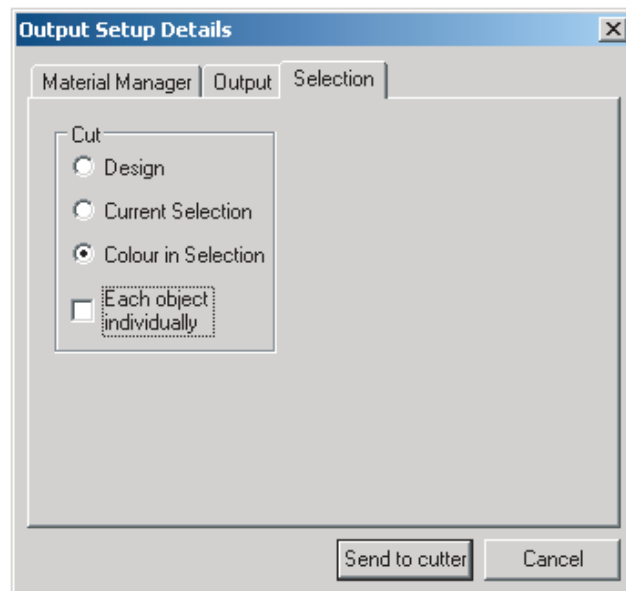 Output Setup Details
Material Manager Output Selection
Cut
Design
Current Selection
Colour in Selection
Each object
individually
Send to cutter Cancel